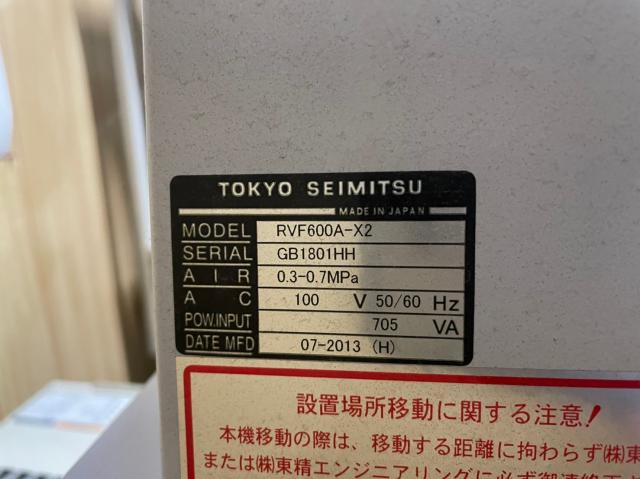 TOKYO SEIMITSU
MADE IN JAPAN
MODEL RVF600A-X2
SERIAL GB1801HH
AIR 0.3-0.7MPa
AC 100 V 50/60 Hz
POW.INPUT 705 VA
DATE MFD 07-2013 (H)
設置場所移動に関する注意!
本機移動の際は、移動する距離に拘わらず㈱東
または㈱東精エンジニアリングに必ず御連絡下